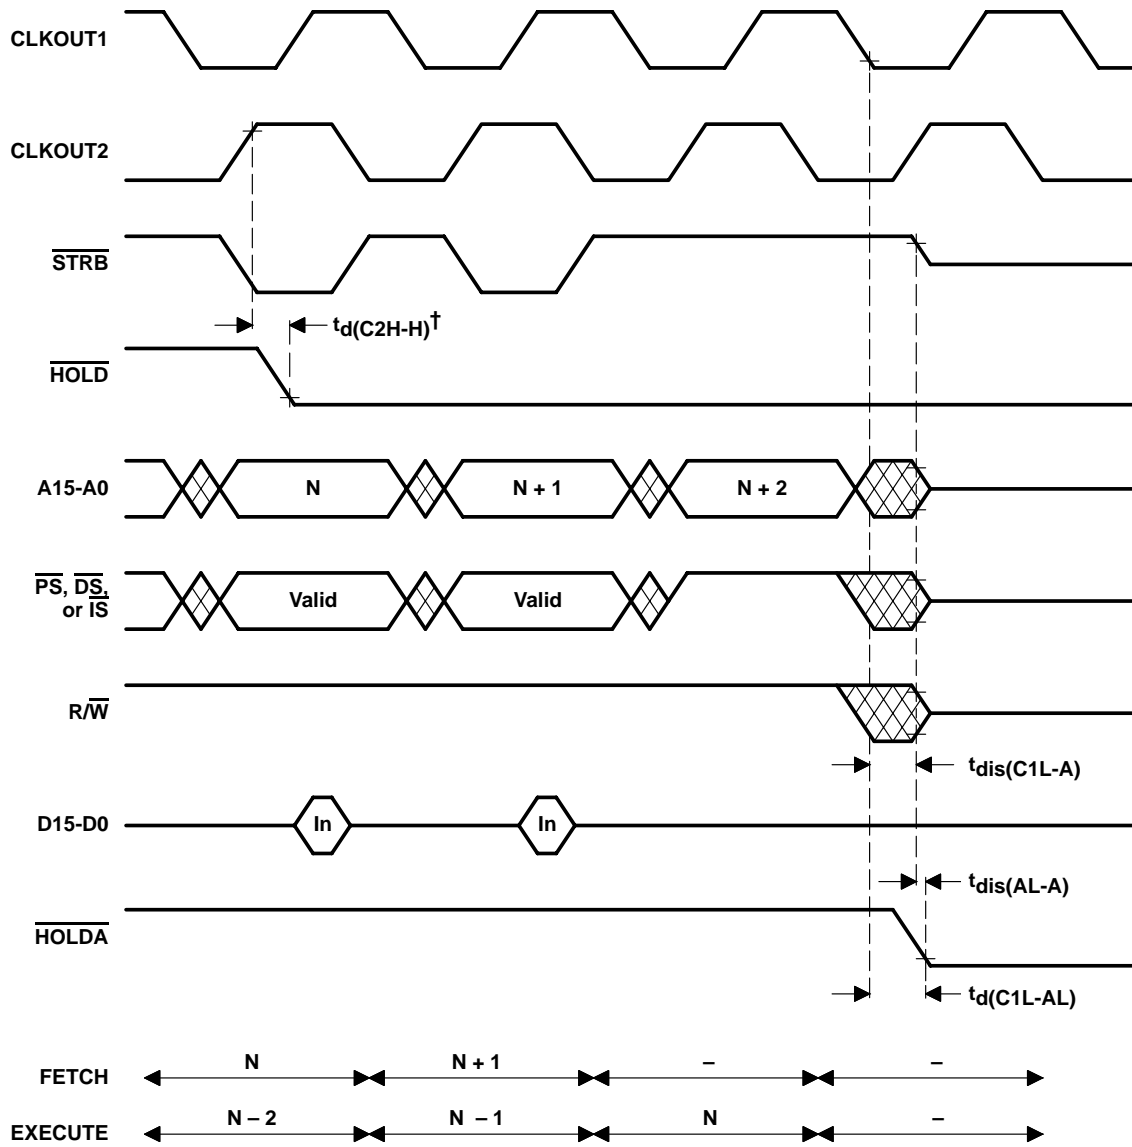 CLKOUT1
CLKOUT2
STRB
td(C2H-H)†
HOLD
A15-A0 N N + 1 N + 2
PS, DS,
or IS
Valid Valid
R/W
tdis(C1L-A)
D15-D0 In In
tdis(AL-A)
HOLDA
td(C1L-AL)
FETCH N N + 1 – –
EXECUTE N – 2 N – 1 N –